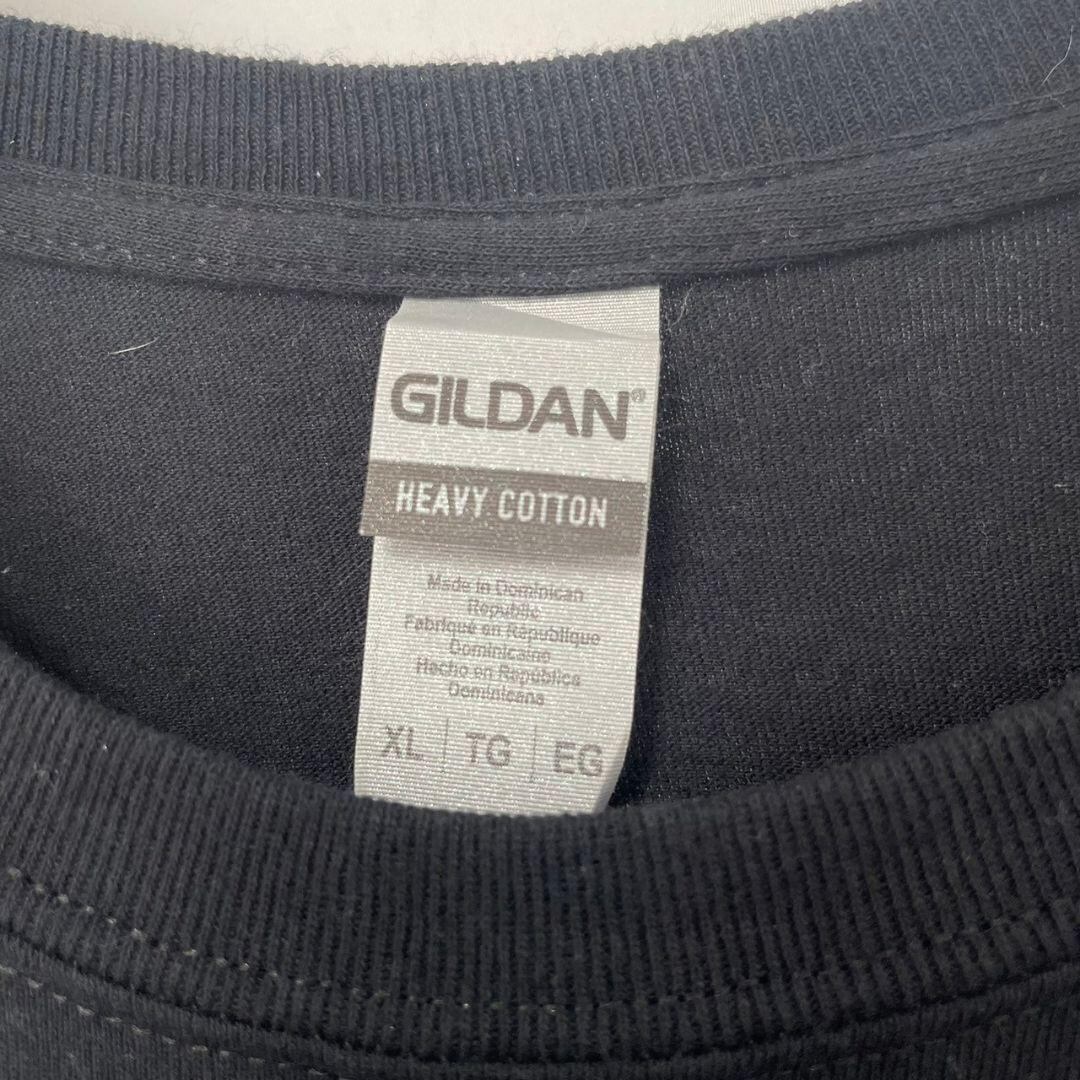 GILDAN®
HEAVY COTTON
Made in Dominican
Republic
Fabriqué en République
Dominicaine
Hecho en República
Dominicana
XL | TG | EG